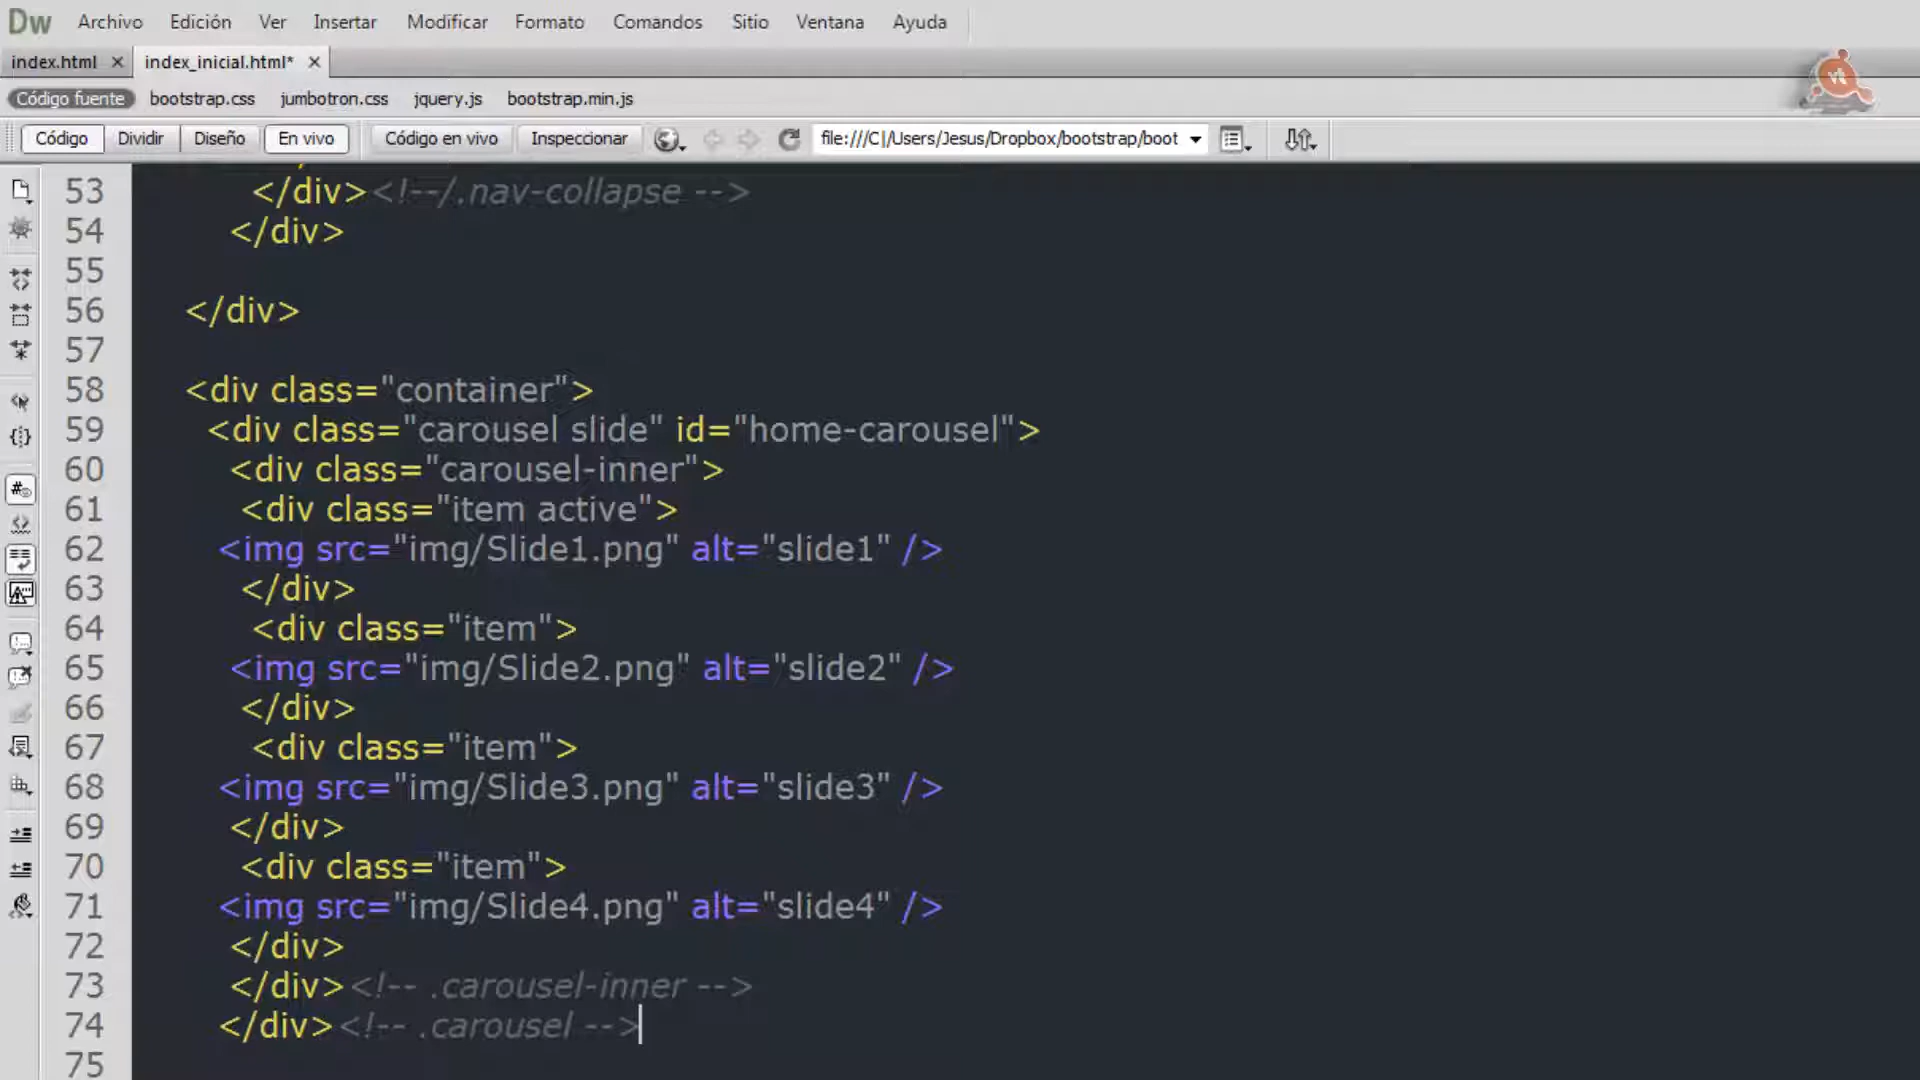 Dw Archivo Edición Ver Insertar Modificar Formato Comandos Sitio Ventana Ayuda
index.html × index_inicial.html* ×
Código fuente bootstrap.css jumbotron.css jquery.js bootstrap.min.js
Código Dividir Diseño En vivo Código en vivo Inspeccionar file:///C|/Users/Jesus/Dropbox/bootstrap/boot
53 </div><!--/.nav-collapse -->
54 </div>
55
56 </div>
57
58 <div class="container">
59 <div class="carousel slide" id="home-carousel">
60 <div class="carousel-inner">
61 <div class="item active">
62 <img src="img/Slide1.png" alt="slide1" />
63 </div>
64 <div class="item">
65 <img src="img/Slide2.png" alt="slide2" />
66 </div>
67 <div class="item">
68 <img src="img/Slide3.png" alt="slide3" />
69 </div>
70 <div class="item">
71 <img src="img/Slide4.png" alt="slide4" />
72 </div>
73 </div><!-- .carousel-inner -->
74 </div><!-- .carousel -->
75